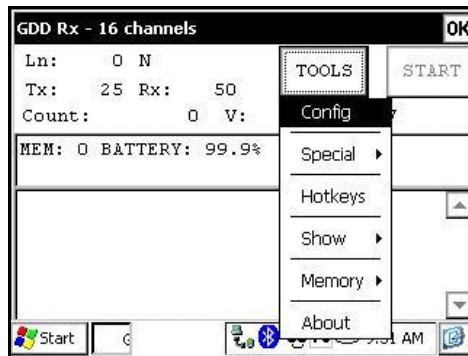 GDD Rx - 16 channels OK
Ln: 0 N
TOOLS START
Tx: 25 Rx: 50
Count: 0 V:
Config
MEM: 0 BATTERY: 99.9%
Special
Hotkeys
Show
Memory
About
Start AM